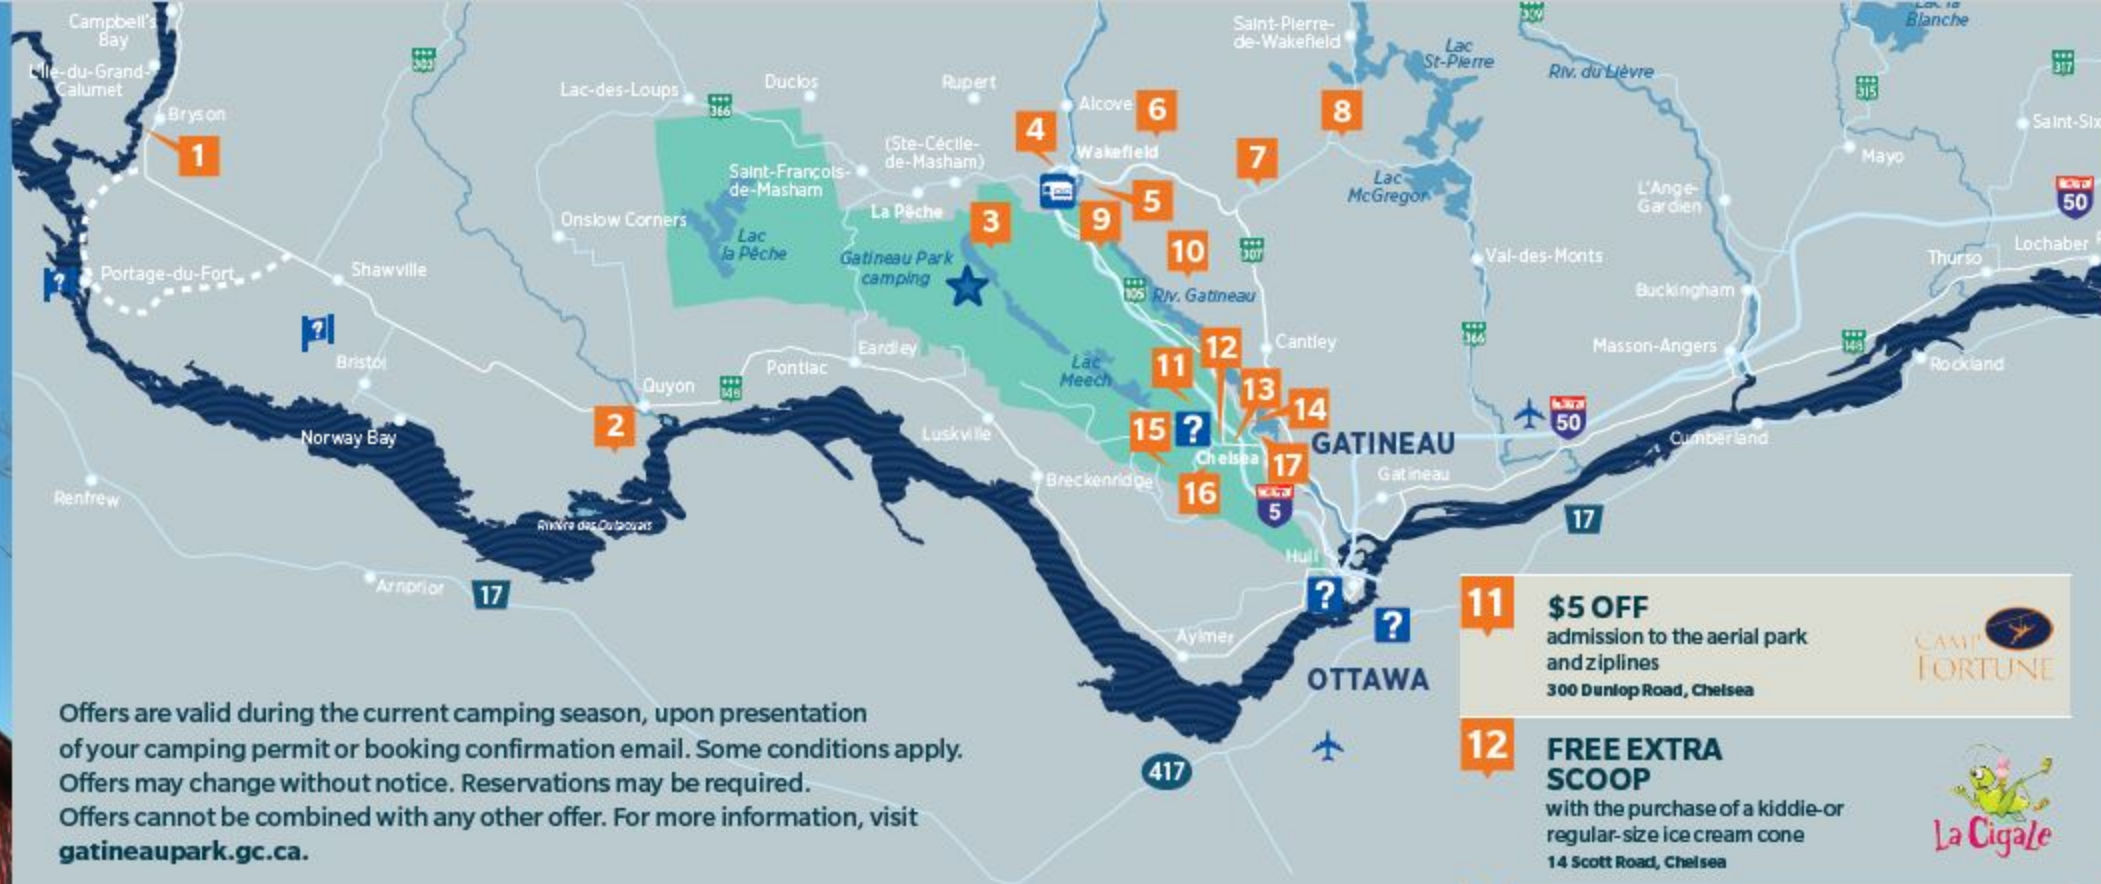 Campbell's
Bay
L'Île-du-Grand-
Calumet
Bryson
1
303
Lac-des-Loups
366
Duclos
Rupert
Alcove
6
4
Wakefield
5
(Ste-Cécile-
de-Masham)
Saint-François-
de-Masham
La Pêche
3
9
10
7
8
Saint-Pierre-
de-Wakefield
Lac
St-Pierre
309
Riv. du Lièvre
Lac la
Blanche
317
315
Saint-Six
Mayo
Lac
McGregor
L'Ange-
Gardien
50
Lochaber
Thurso
Onslow Corners
Lac
la Pêche
Gatineau Park
camping
307
105
Riv. Gatineau
Val-des-Monts
Buckingham
?
Portage-du-Fort
Shawville
?
Bristol
Norway Bay
Quyon
148
2
Pontiac
Eardley
Lac
Meech
Luskville
Breckenridge
11
12
13
14
15
?
Chelsea
16
17
5
Cantley
366
Masson-Angers
148
Rockland
50
GATINEAU
Gatineau
Cumberland
17
Renfrew
Rivière des Outaouais
Arnprior
17
Hull
?
?
Aylmer
OTTAWA
417
Offers are valid during the current camping season, upon presentation
of your camping permit or booking confirmation email. Some conditions apply.
Offers may change without notice. Reservations may be required.
Offers cannot be combined with any other offer. For more information, visit
gatineaupark.gc.ca.
11
$5 OFF
admission to the aerial park
and ziplines
300 Dunlop Road, Chelsea
CAMP
FORTUNE
12
FREE EXTRA
SCOOP
with the purchase of a kiddie-or
regular-size ice cream cone
14 Scott Road, Chelsea
La Cigale